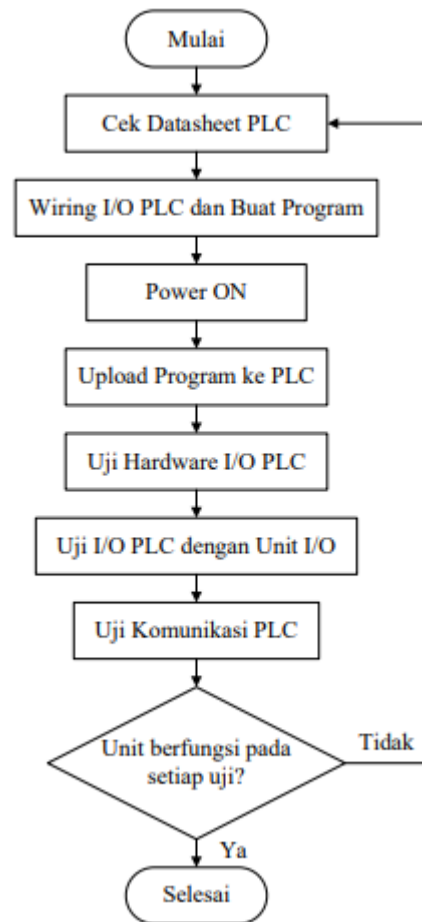 Mulai
Cek Datasheet PLC
Wiring I/O PLC dan Buat Program
Power ON
Upload Program ke PLC
Uji Hardware I/O PLC
Uji I/O PLC dengan Unit I/O
Uji Komunikasi PLC
Unit berfungsi pada
setiap uji?
Tidak
Ya
Selesai